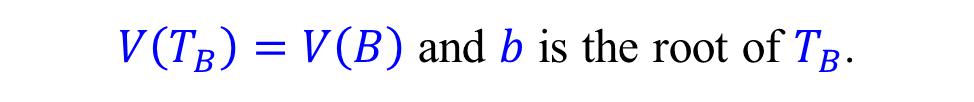 V(T_B) = V(B) and b is the root of T_B.